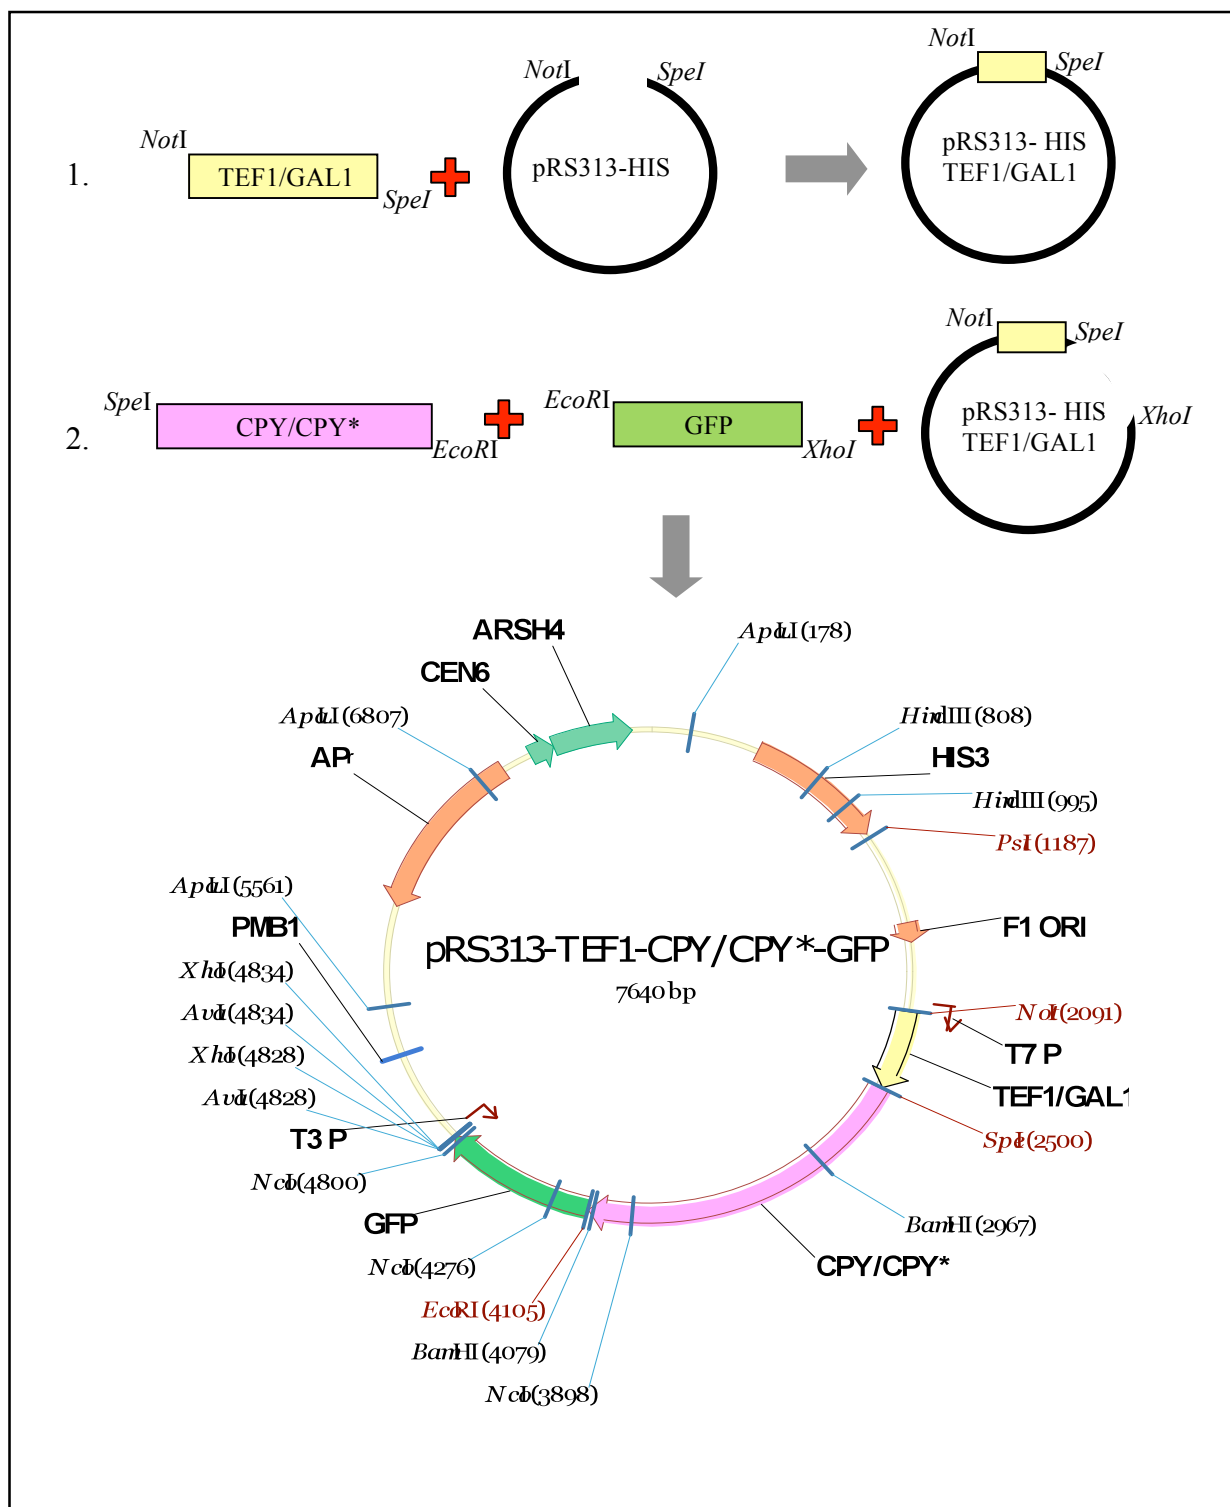 NotI
SpeI
NotI
SpeI
NotI
1.
TEF1/GAL1
SpeI
pRS313-HIS
pRS313- HIS
TEF1/GAL1
NotI
SpeI
SpeI
EcoRI
2.
CPY/CPY*
EcoRI
GFP
XhoI
pRS313- HIS
TEF1/GAL1
XhoI
ARSH4
CEN6
ApaLI (178)
ApaLI (6807)
APr
HindIII (808)
HIS3
HindIII (995)
PstI (1187)
ApaLI (5561)
PMB1
XhoI (4834)
AvaI (4834)
XhoI (4828)
AvaI (4828)
T3 P
NcoI (4800)
GFP
NcoI (4276)
EcoRI (4105)
BamHI (4079)
NcoI (3898)
pRS313-TEF1-CPY/CPY*-GFP
7640 bp
F1 ORI
NotI (2091)
T7 P
TEF1/GAL1
SpeI (2500)
BamHI (2967)
CPY/CPY*